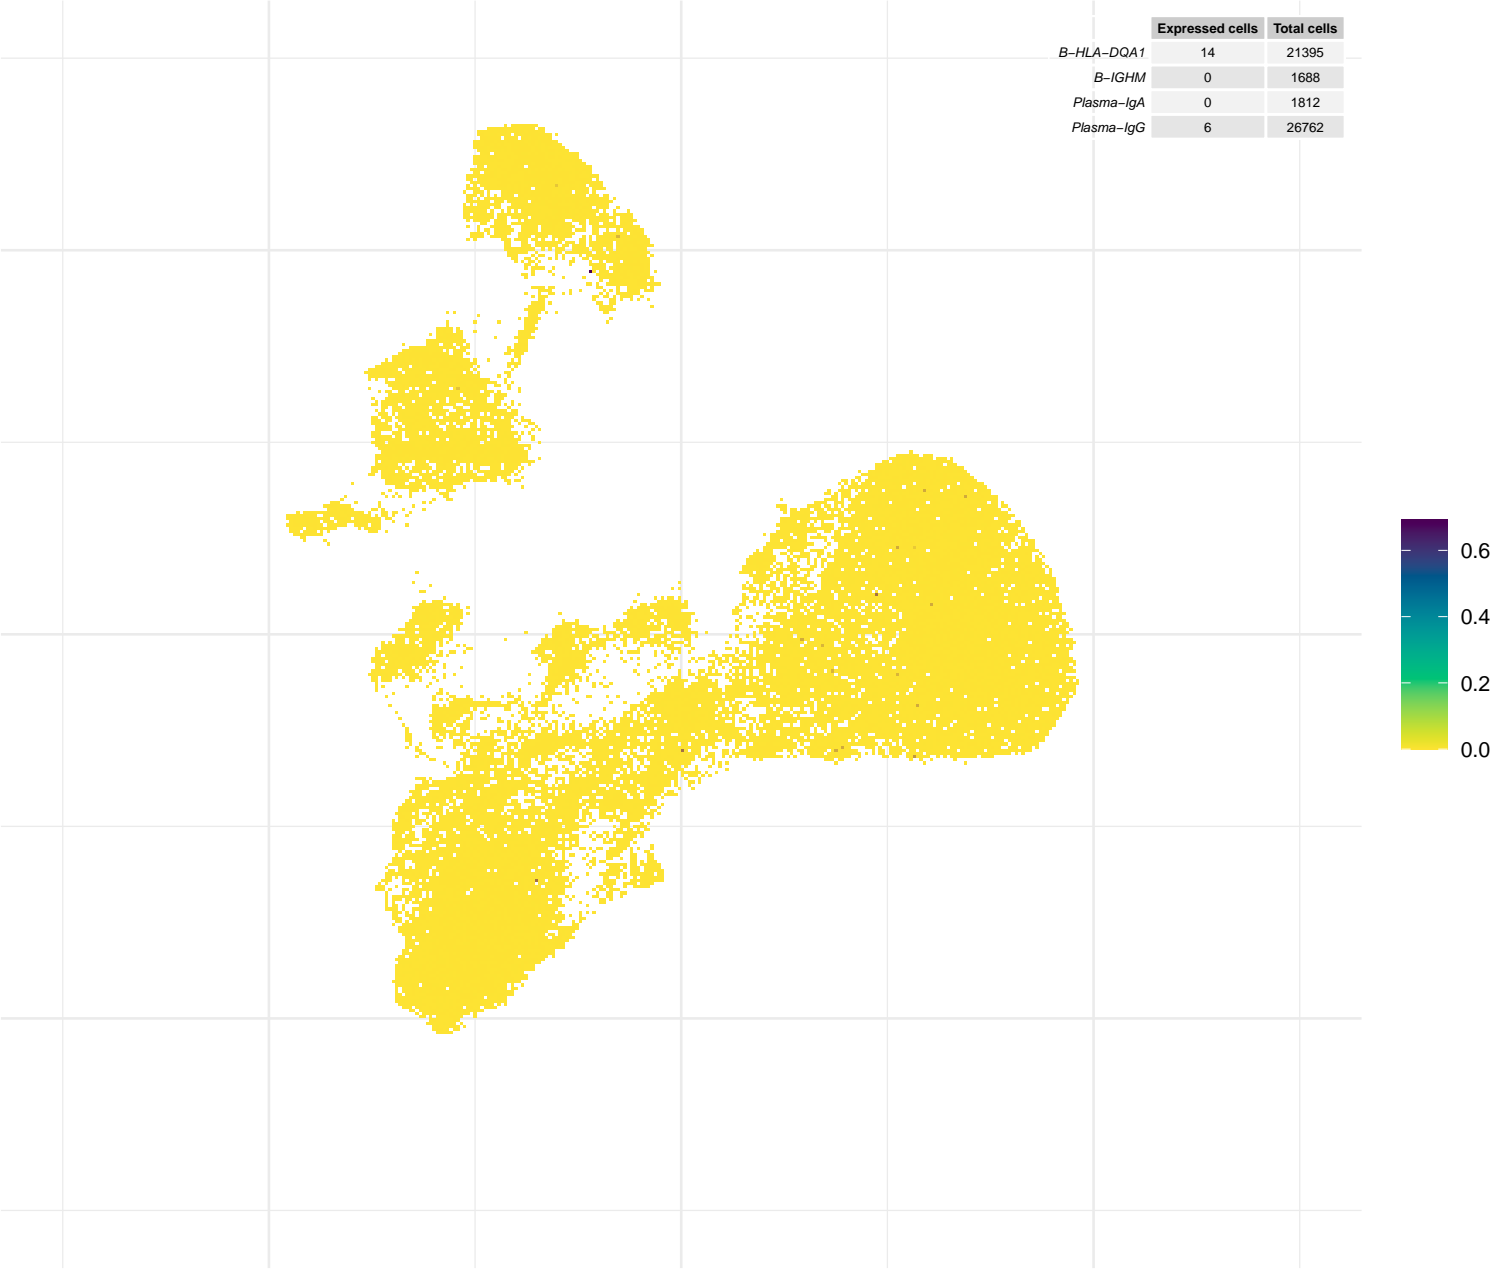 Expressed cells Total cells
B−HLA−DQA1 14 21395
B−IGHM 0 1688
Plasma−IgA 0 1812
Plasma−IgG 6 26762
0.6
0.4
0.2
0.0